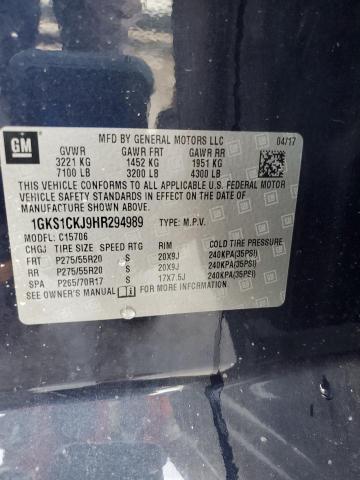 GM
MFD BY GENERAL MOTORS LLC 04/17
GVWR GAWR FRT GAWR RR
3221 KG 1452 KG 1951 KG
7100 LB 3200 LB 4300 LB
THIS VEHICLE CONFORMS TO ALL APPLICABLE U.S. FEDERAL MOTOR
VEHICLE SAFETY STANDARDS IN EFFECT ON THE DATE OF
MANUFACTURE SHOWN ABOVE.
1GKS1CKJ9HR294989 TYPE: M.P.V.
MODEL: C15706
CHGJ TIRE SIZE SPEED RTG RIM COLD TIRE PRESSURE
FRT P275/55R20 S 20X9J 240KPA(35PSI)
RR P275/55R20 S 20X9J 240KPA(35PSI)
SPA P265/70R17 S 17X7.5J 240KPA(35PSI)
SEE OWNER'S MANUAL FOR MORE INFORMATION.